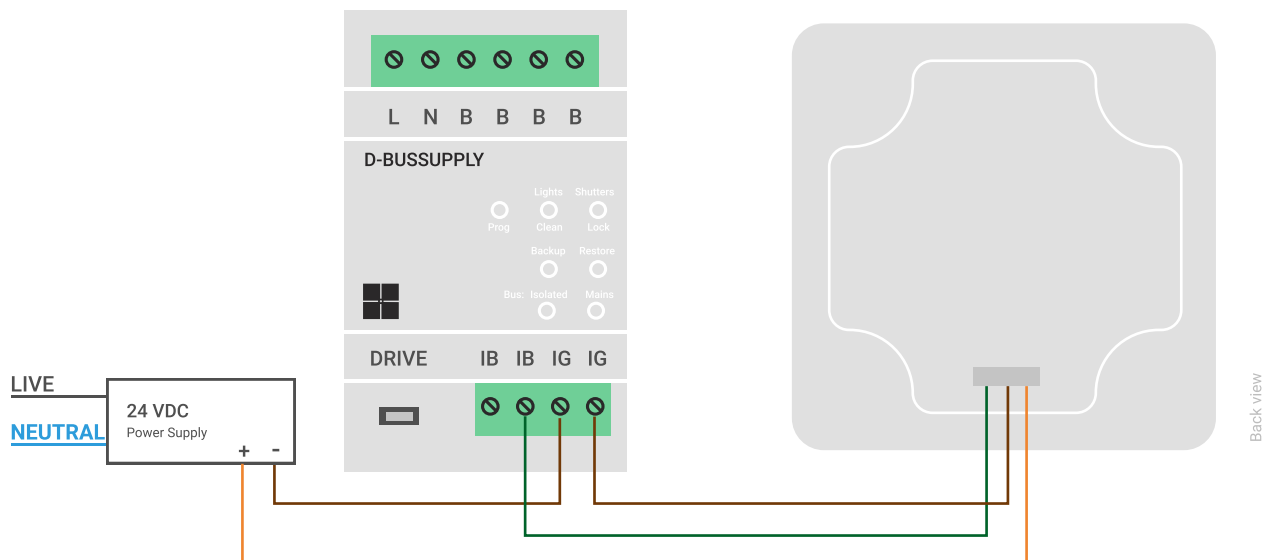 L N B B B B
D-BUSSUPPLY
Lights Shutters
Prog Clean Lock
Backup Restore
Bus: Isolated Mains
DRIVE IB IB IG IG
LIVE
NEUTRAL
24 VDC
Power Supply
+ -
Back view